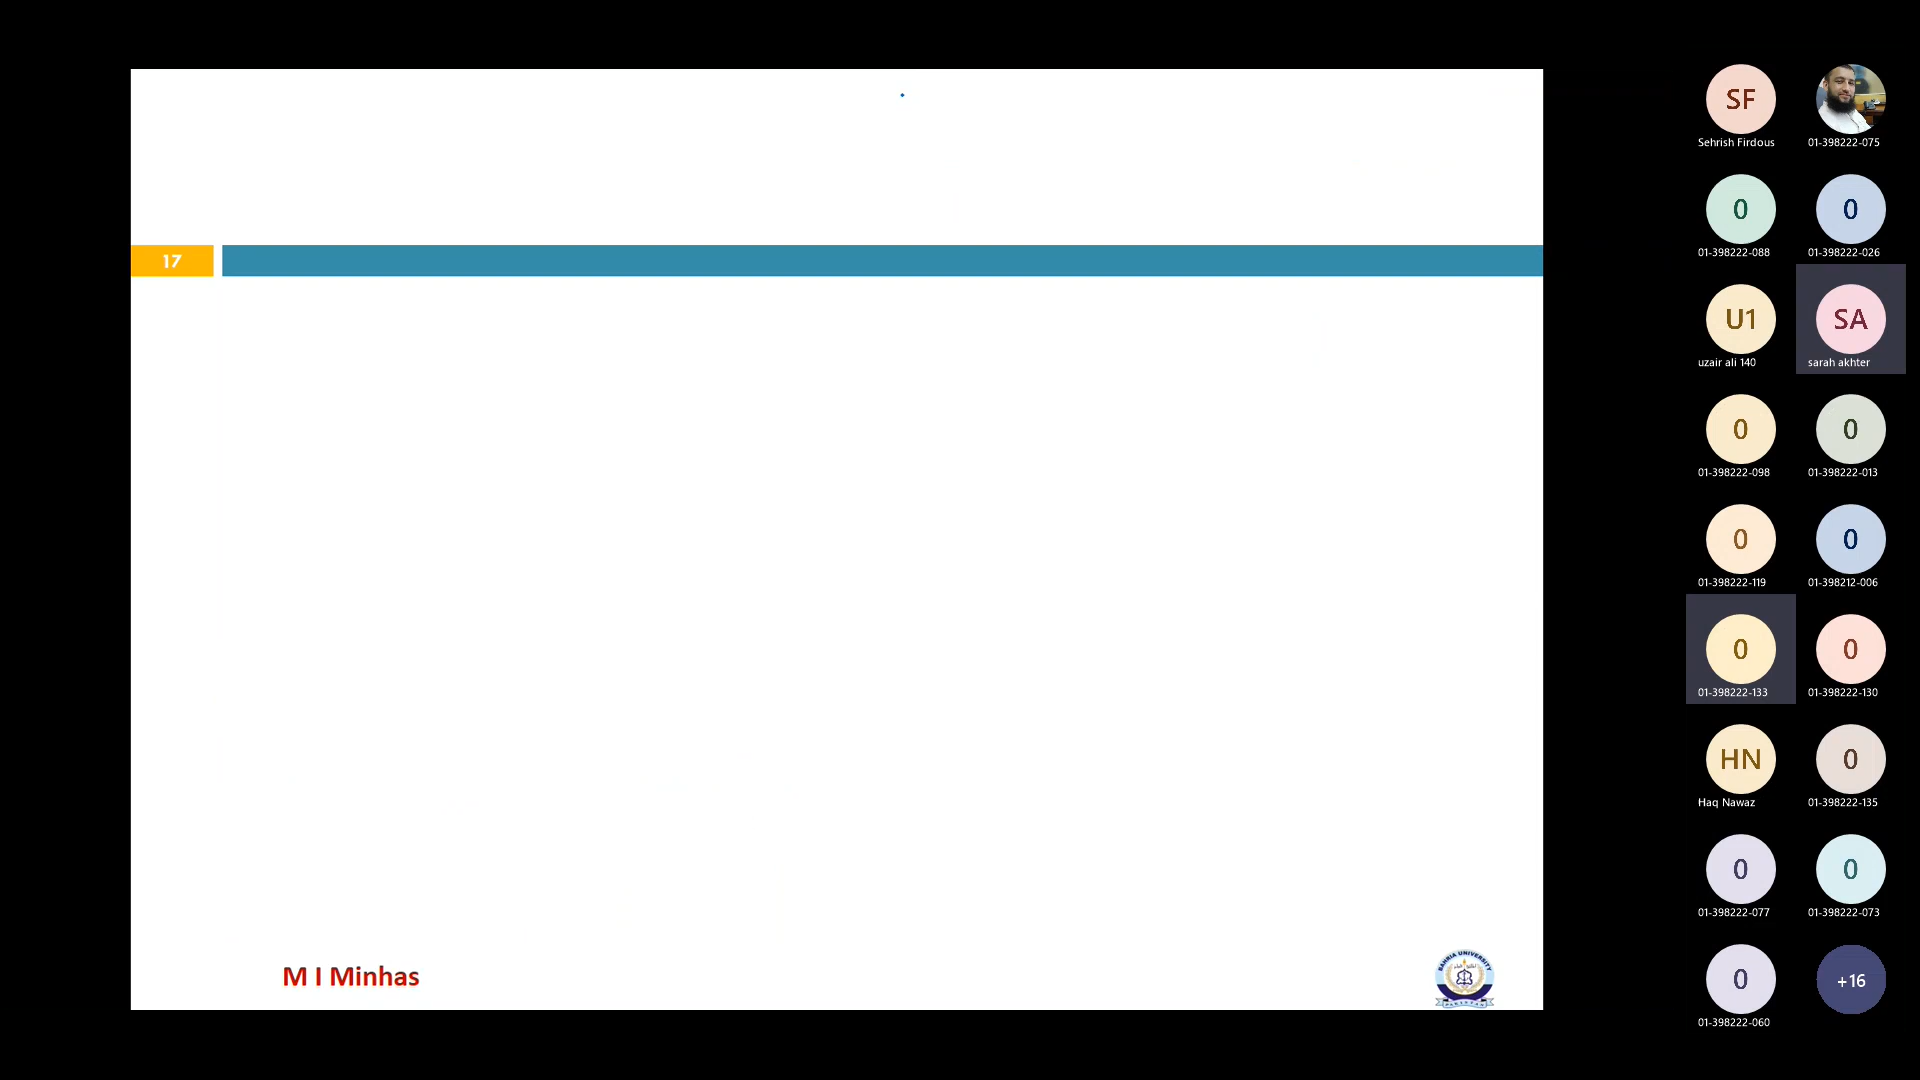 17
M I Minhas
BAHRIA UNIVERSITY
SF
Sehrish Firdous
01-398222-075
0
01-398222-088
0
01-398222-026
U1
uzair ali 140
SA
sarah akhter
0
01-398222-098
0
01-398222-013
0
01-398222-119
0
01-398212-006
0
01-398222-133
0
01-398222-130
HN
Haq Nawaz
0
01-398222-135
0
01-398222-077
0
01-398222-073
0
01-398222-060
+16